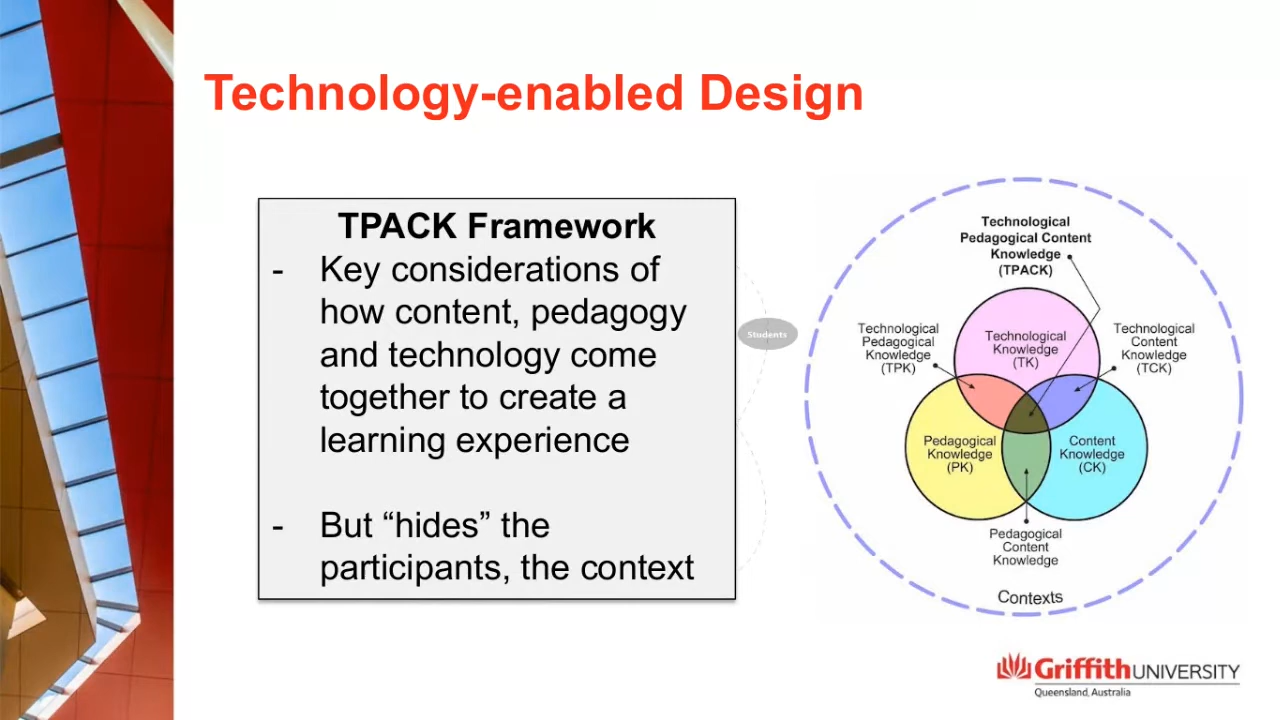 Technology-enabled Design
TPACK Framework
- Key considerations of
how content, pedagogy
and technology come
together to create a
learning experience
- But “hides” the
participants, the context
Students
Technological
Pedagogical Content
Knowledge
(TPACK)
Technological
Pedagogical
Knowledge
(TPK)
Technological
Knowledge
(TK)
Technological
Content
Knowledge
(TCK)
Pedagogical
Knowledge
(PK)
Content
Knowledge
(CK)
Pedagogical
Content
Knowledge
Contexts
Griffith UNIVERSITY
Queensland, Australia